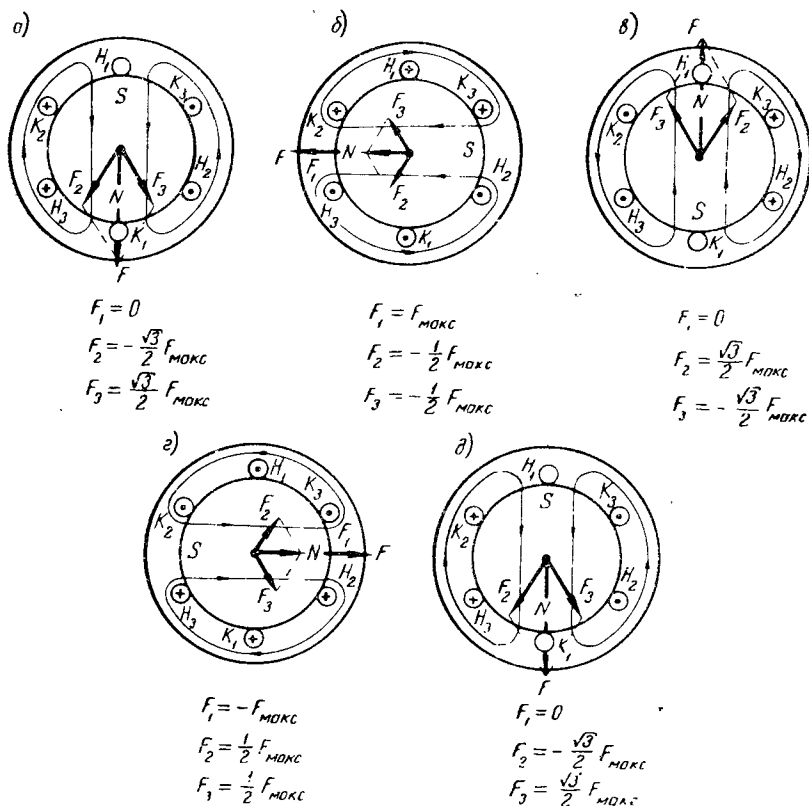 а)
H₁
S
K₃
K₂
H₂
F₂
F₃
N
H₃
K₁
F
F₁ = 0
F₂ = - √3/2 Fмакс
F₃ = √3/2 Fмакс
б)
H₁
K₃
K₂
F₃
F
F₁
N
S
H₂
F₂
H₃
K₁
F₁ = Fмакс
F₂ = - 1/2 Fмакс
F₃ = - 1/2 Fмакс
в)
F
H₁
N
K₃
K₂
F₃
F₂
H₂
H₃
S
K₁
F₁ = 0
F₂ = √3/2 Fмакс
F₃ = - √3/2 Fмакс
г)
H₁
K₃
K₂
F₂
F₁
S
N
F
H₂
F₃
H₃
K₁
F₁ = - Fмакс
F₂ = 1/2 Fмакс
F₃ = 1/2 Fмакс
д)
H₁
S
K₃
K₂
H₂
F₂
F₃
N
H₃
K₁
F
F₁ = 0
F₂ = - √3/2 Fмакс
F₃ = √3/2 Fмакс